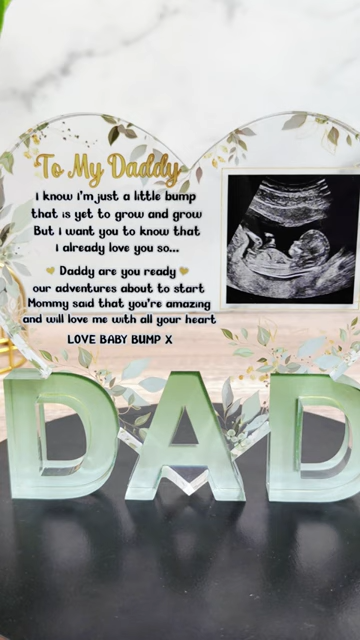 To My Daddy
I know I'm just a little bump
that is yet to grow and grow
But I want you to know that
I already love you so...
Daddy are you ready
our adventures about to start
Mommy said that you're amazing
and will love me with all your heart
LOVE BABY BUMP X
DAD